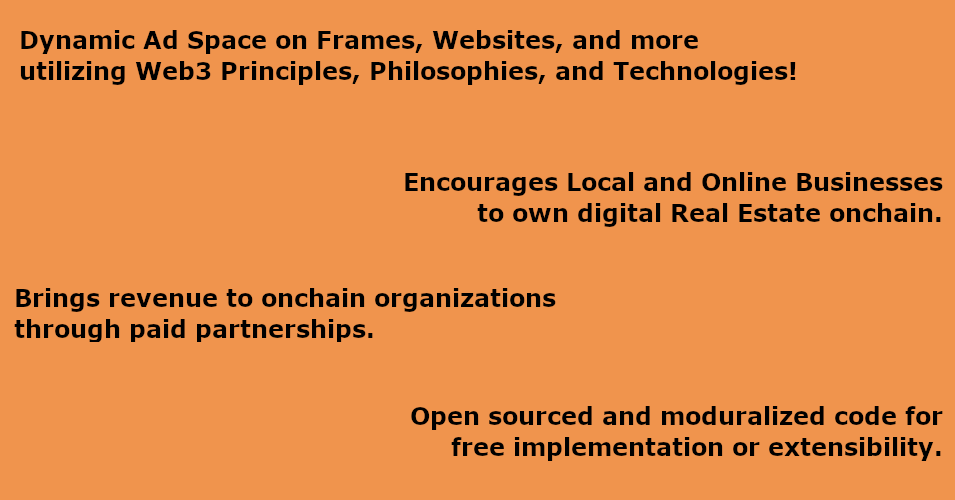 Dynamic Ad Space on Frames, Websites, and more
utilizing Web3 Principles, Philosophies, and Technologies!
Encourages Local and Online Businesses
to own digital Real Estate onchain.
Brings revenue to onchain organizations
through paid partnerships.
Open sourced and moduralized code for
free implementation or extensibility.